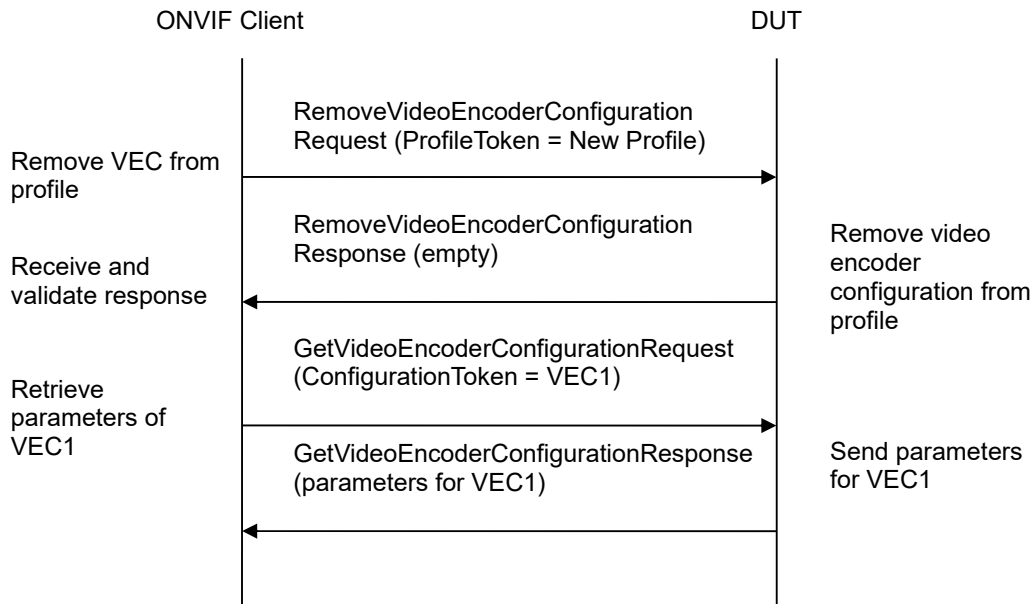 ONVIF Client
DUT
RemoveVideoEncoderConfiguration
Request (ProfileToken = New Profile)
Remove VEC from
profile
RemoveVideoEncoderConfiguration
Response (empty)
Remove video
encoder
configuration from
profile
Receive and
validate response
GetVideoEncoderConfigurationRequest
(ConfigurationToken = VEC1)
Retrieve
parameters of
VEC1
GetVideoEncoderConfigurationResponse
(parameters for VEC1)
Send parameters
for VEC1